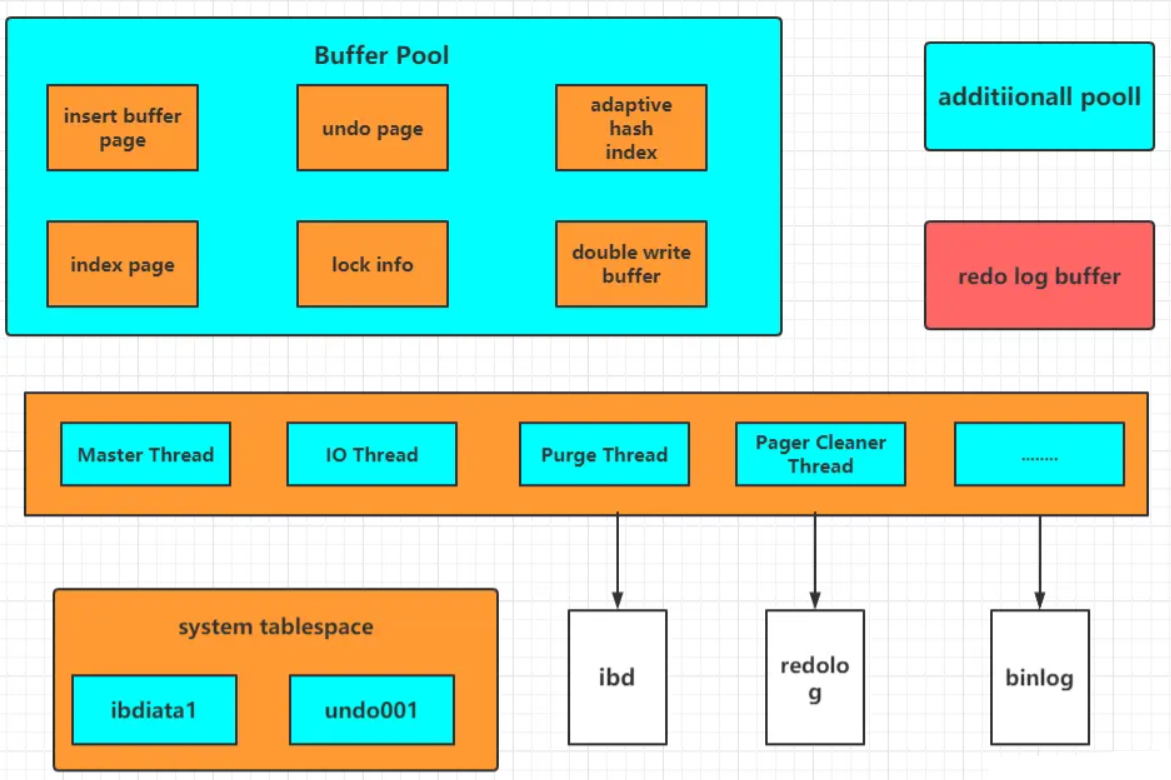 Buffer Pool
insert buffer
page
undo page
adaptive
hash
index
index page
lock info
double write
buffer
additiionall pooll
redo log buffer
Master Thread
IO Thread
Purge Thread
Pager Cleaner
Thread
........
system tablespace
ibdiata1
undo001
ibd
redolo
g
binlog